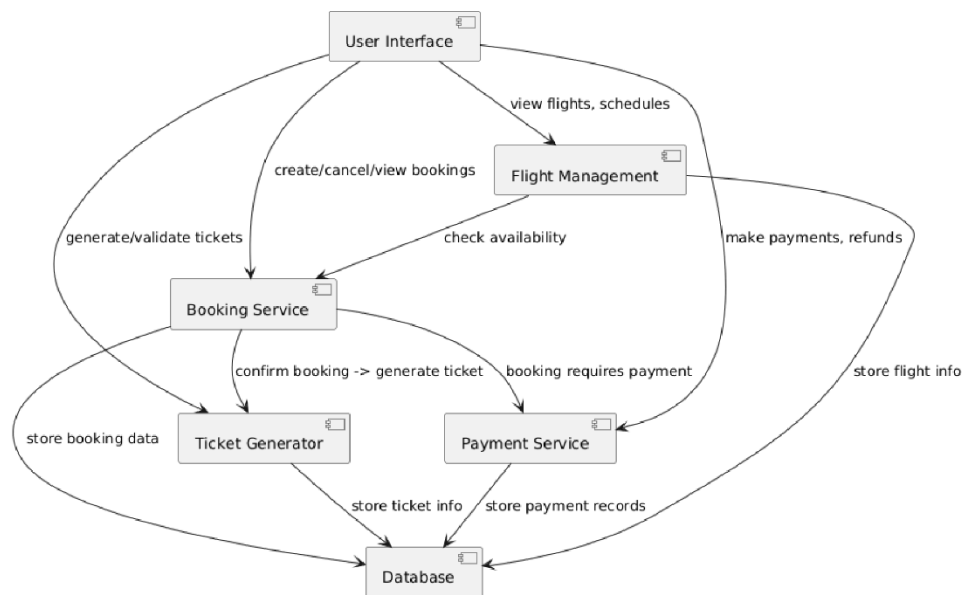 User Interface
view flights, schedules
create/cancel/view bookings
Flight Management
generate/validate tickets
check availability
make payments, refunds
Booking Service
confirm booking -> generate ticket
booking requires payment
store flight info
store booking data
Ticket Generator
Payment Service
store ticket info
store payment records
Database